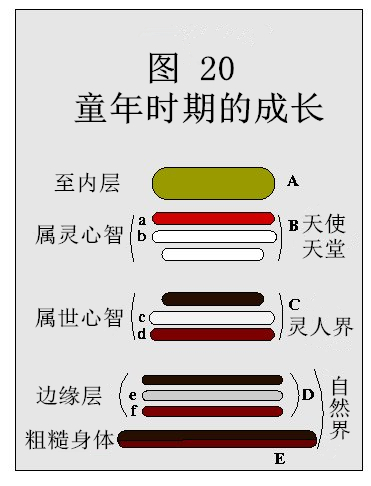 图 20
童年时期的成长
至内层 A
a
属灵心智 b B 天使
天堂
C
属世心智 c 灵人界
d
边缘层 e D 自
f 然
粗糙身体 界
E